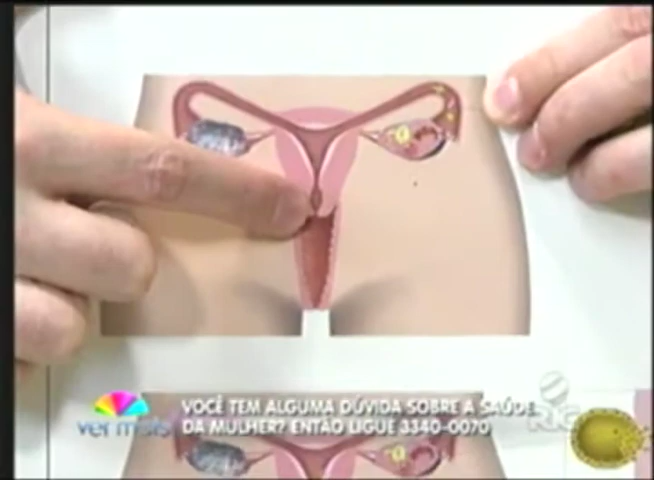 VOCÊ TEM ALGUMA DÚVIDA SOBRE A SAÚDE
DA MULHER? ENTÃO LIGUE 3340-0070
ver mais
RIC